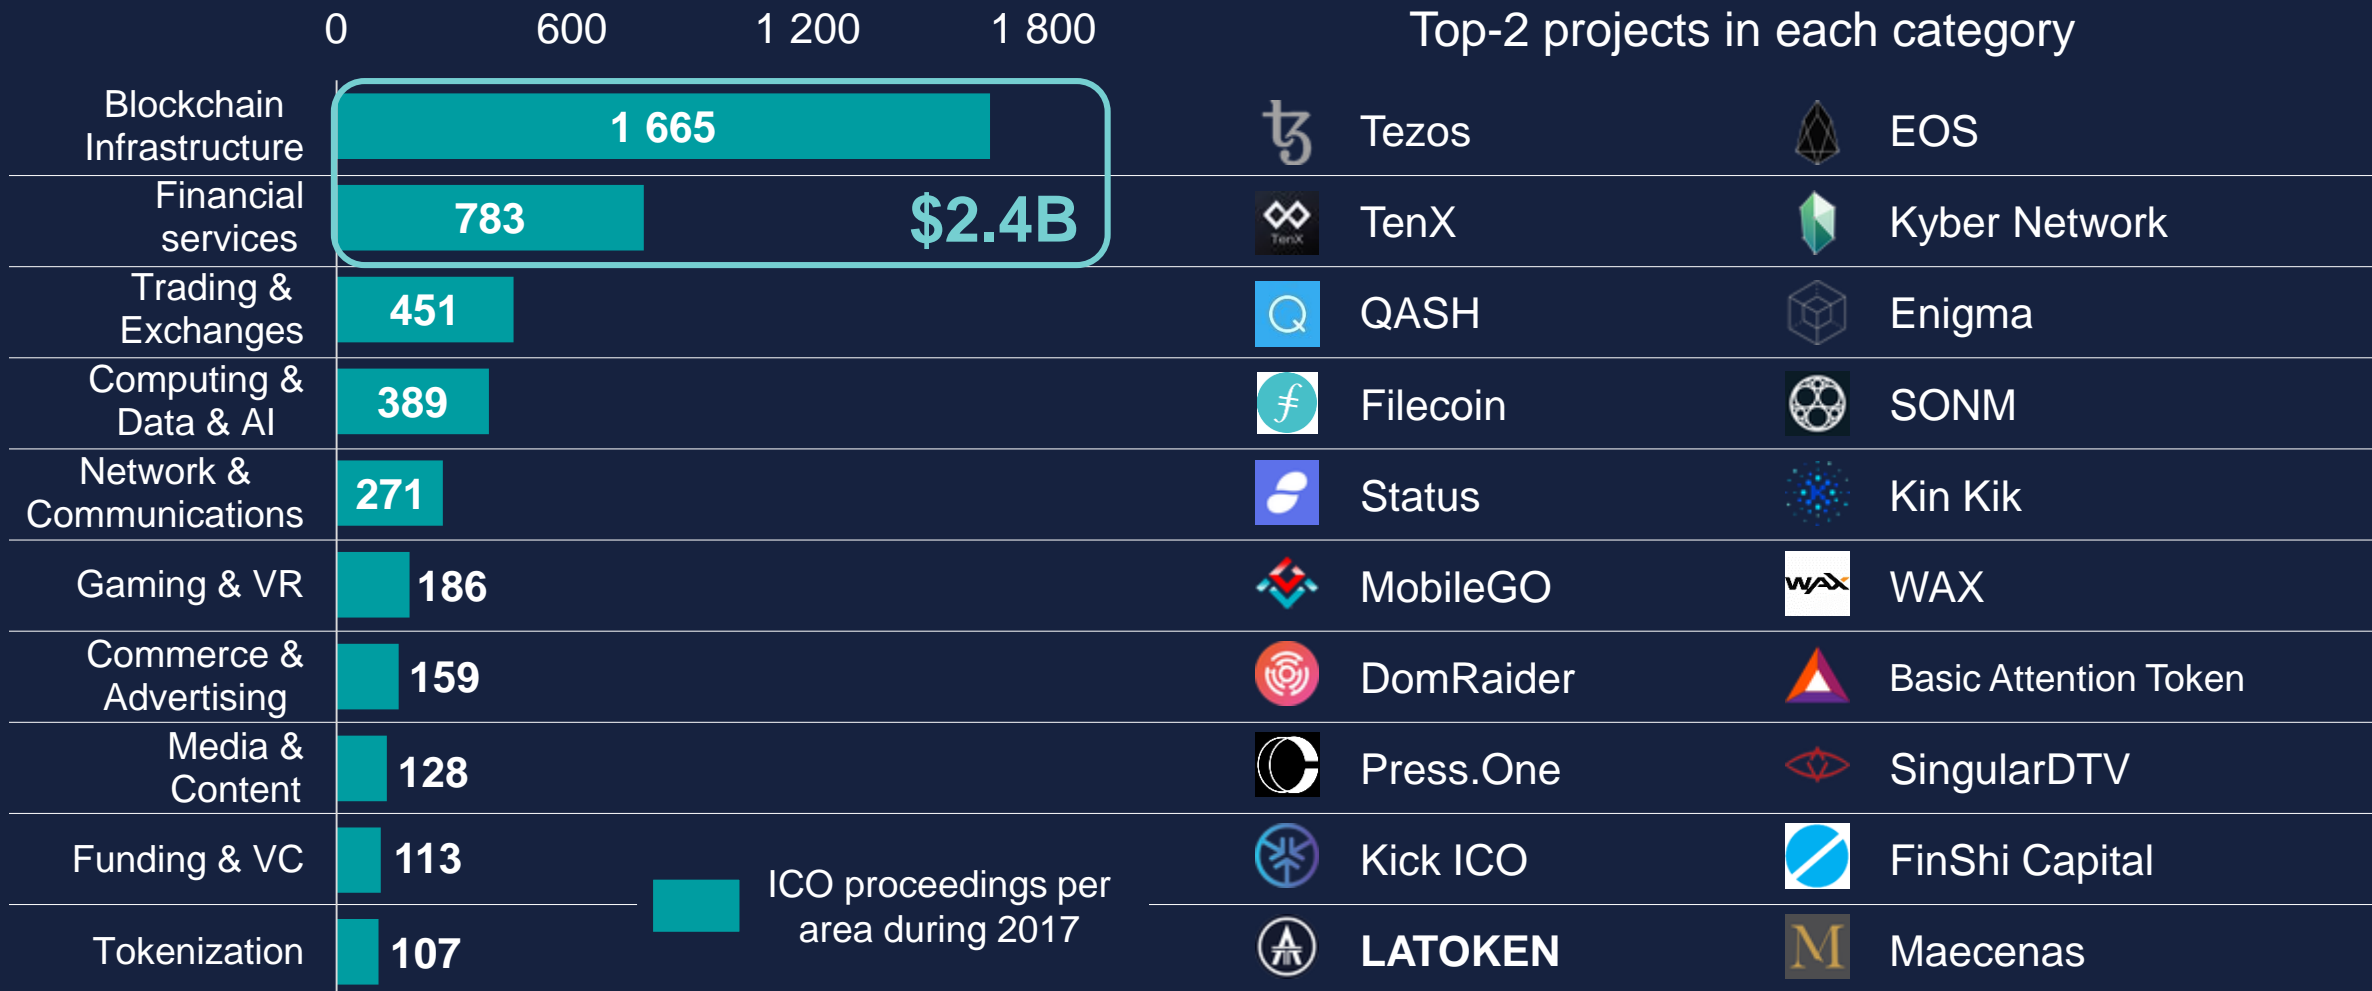 0 600 1 200 1 800 Top-2 projects in each category
Blockchain
Infrastructure
1 665
Tezos
EOS
Financial
services
783
$2.4B
TenX
TenX
Kyber Network
Trading &
Exchanges
451
QASH
Enigma
Computing &
Data & AI
389
Filecoin
SONM
Network &
Communications
271
Status
Kin Kik
Gaming & VR
186
MobileGO
WAX
WAX
Commerce &
Advertising
159
DomRaider
Basic Attention Token
Media &
Content
128
Press.One
SingularDTV
Funding & VC
113
Kick ICO
FinShi Capital
ICO proceedings per
area during 2017
Tokenization
107
LATOKEN
M
Maecenas